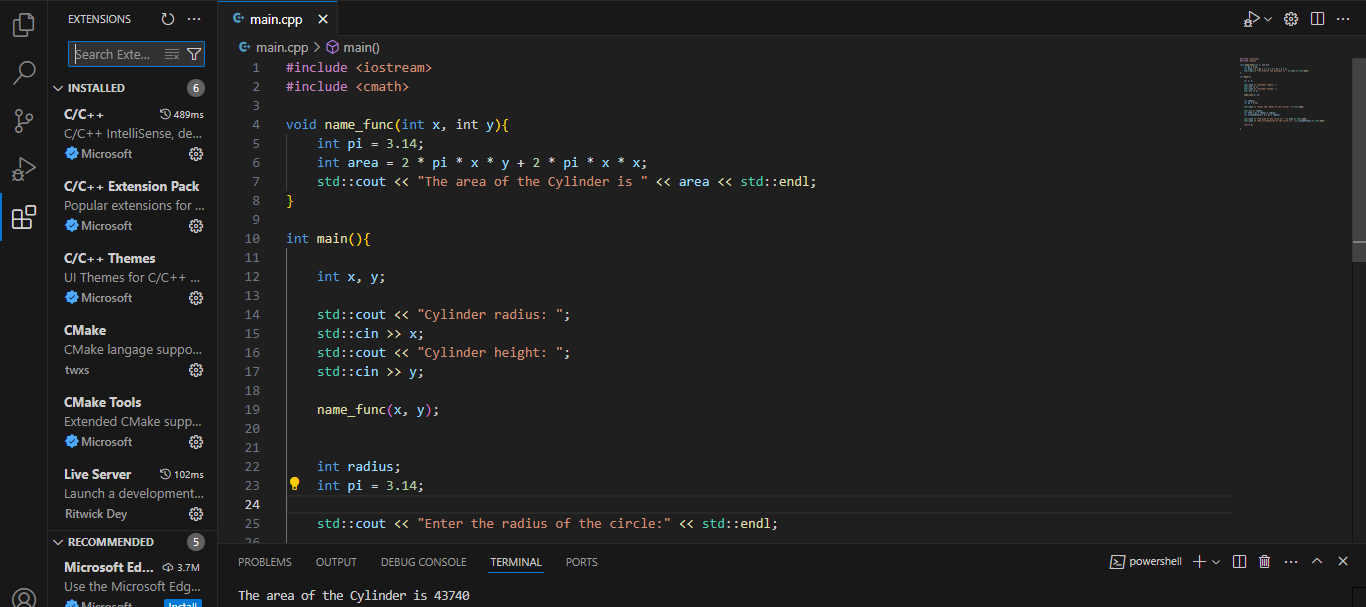 EXTENSIONS
Search Exte...
INSTALLED 6
C/C++ 489ms
C/C++ IntelliSense, de...
Microsoft
C/C++ Extension Pack
Popular extensions for ...
Microsoft
C/C++ Themes
UI Themes for C/C++ ...
Microsoft
CMake
CMake langage suppo...
twxs
CMake Tools
Extended CMake supp...
Microsoft
Live Server 102ms
Launch a development...
Ritwick Dey
RECOMMENDED 5
Microsoft Ed... 3.7M
Use the Microsoft Edg...
Microsoft Install
main.cpp
main.cpp > main()
1 #include <iostream>
2 #include <cmath>
3
4 void name_func(int x, int y){
5 int pi = 3.14;
6 int area = 2 * pi * x * y + 2 * pi * x * x;
7 std::cout << "The area of the Cylinder is " << area << std::endl;
8 }
9
10 int main(){
11
12 int x, y;
13
14 std::cout << "Cylinder radius: ";
15 std::cin >> x;
16 std::cout << "Cylinder height: ";
17 std::cin >> y;
18
19 name_func(x, y);
20
21
22 int radius;
23 int pi = 3.14;
24
25 std::cout << "Enter the radius of the circle:" << std::endl;
26
PROBLEMS OUTPUT DEBUG CONSOLE TERMINAL PORTS powershell
The area of the Cylinder is 43740